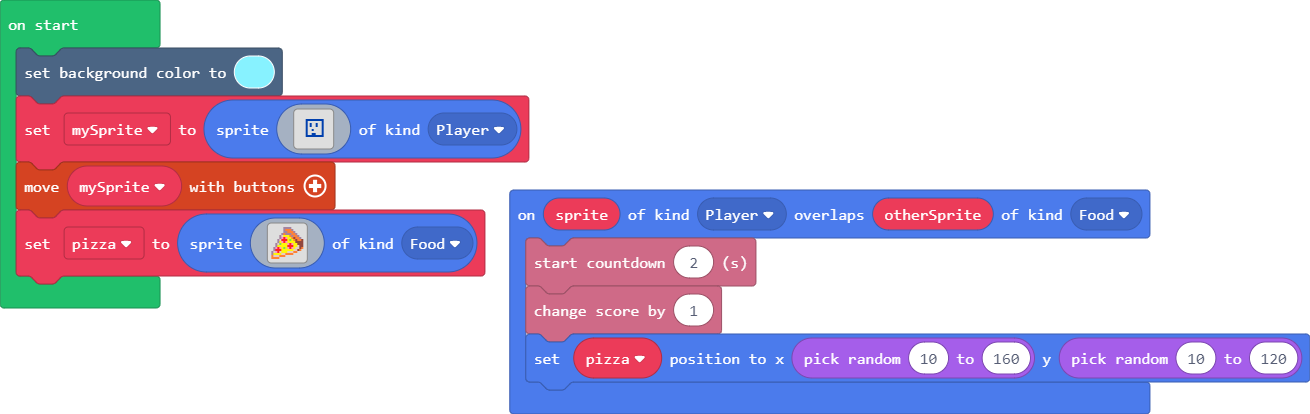 on start
set background color to
set mySprite to sprite of kind Player
move mySprite with buttons
set pizza to sprite of kind Food
on sprite of kind Player overlaps otherSprite of kind Food
start countdown 2 (s)
change score by 1
set pizza position to x pick random 10 to 160 y pick random 10 to 120